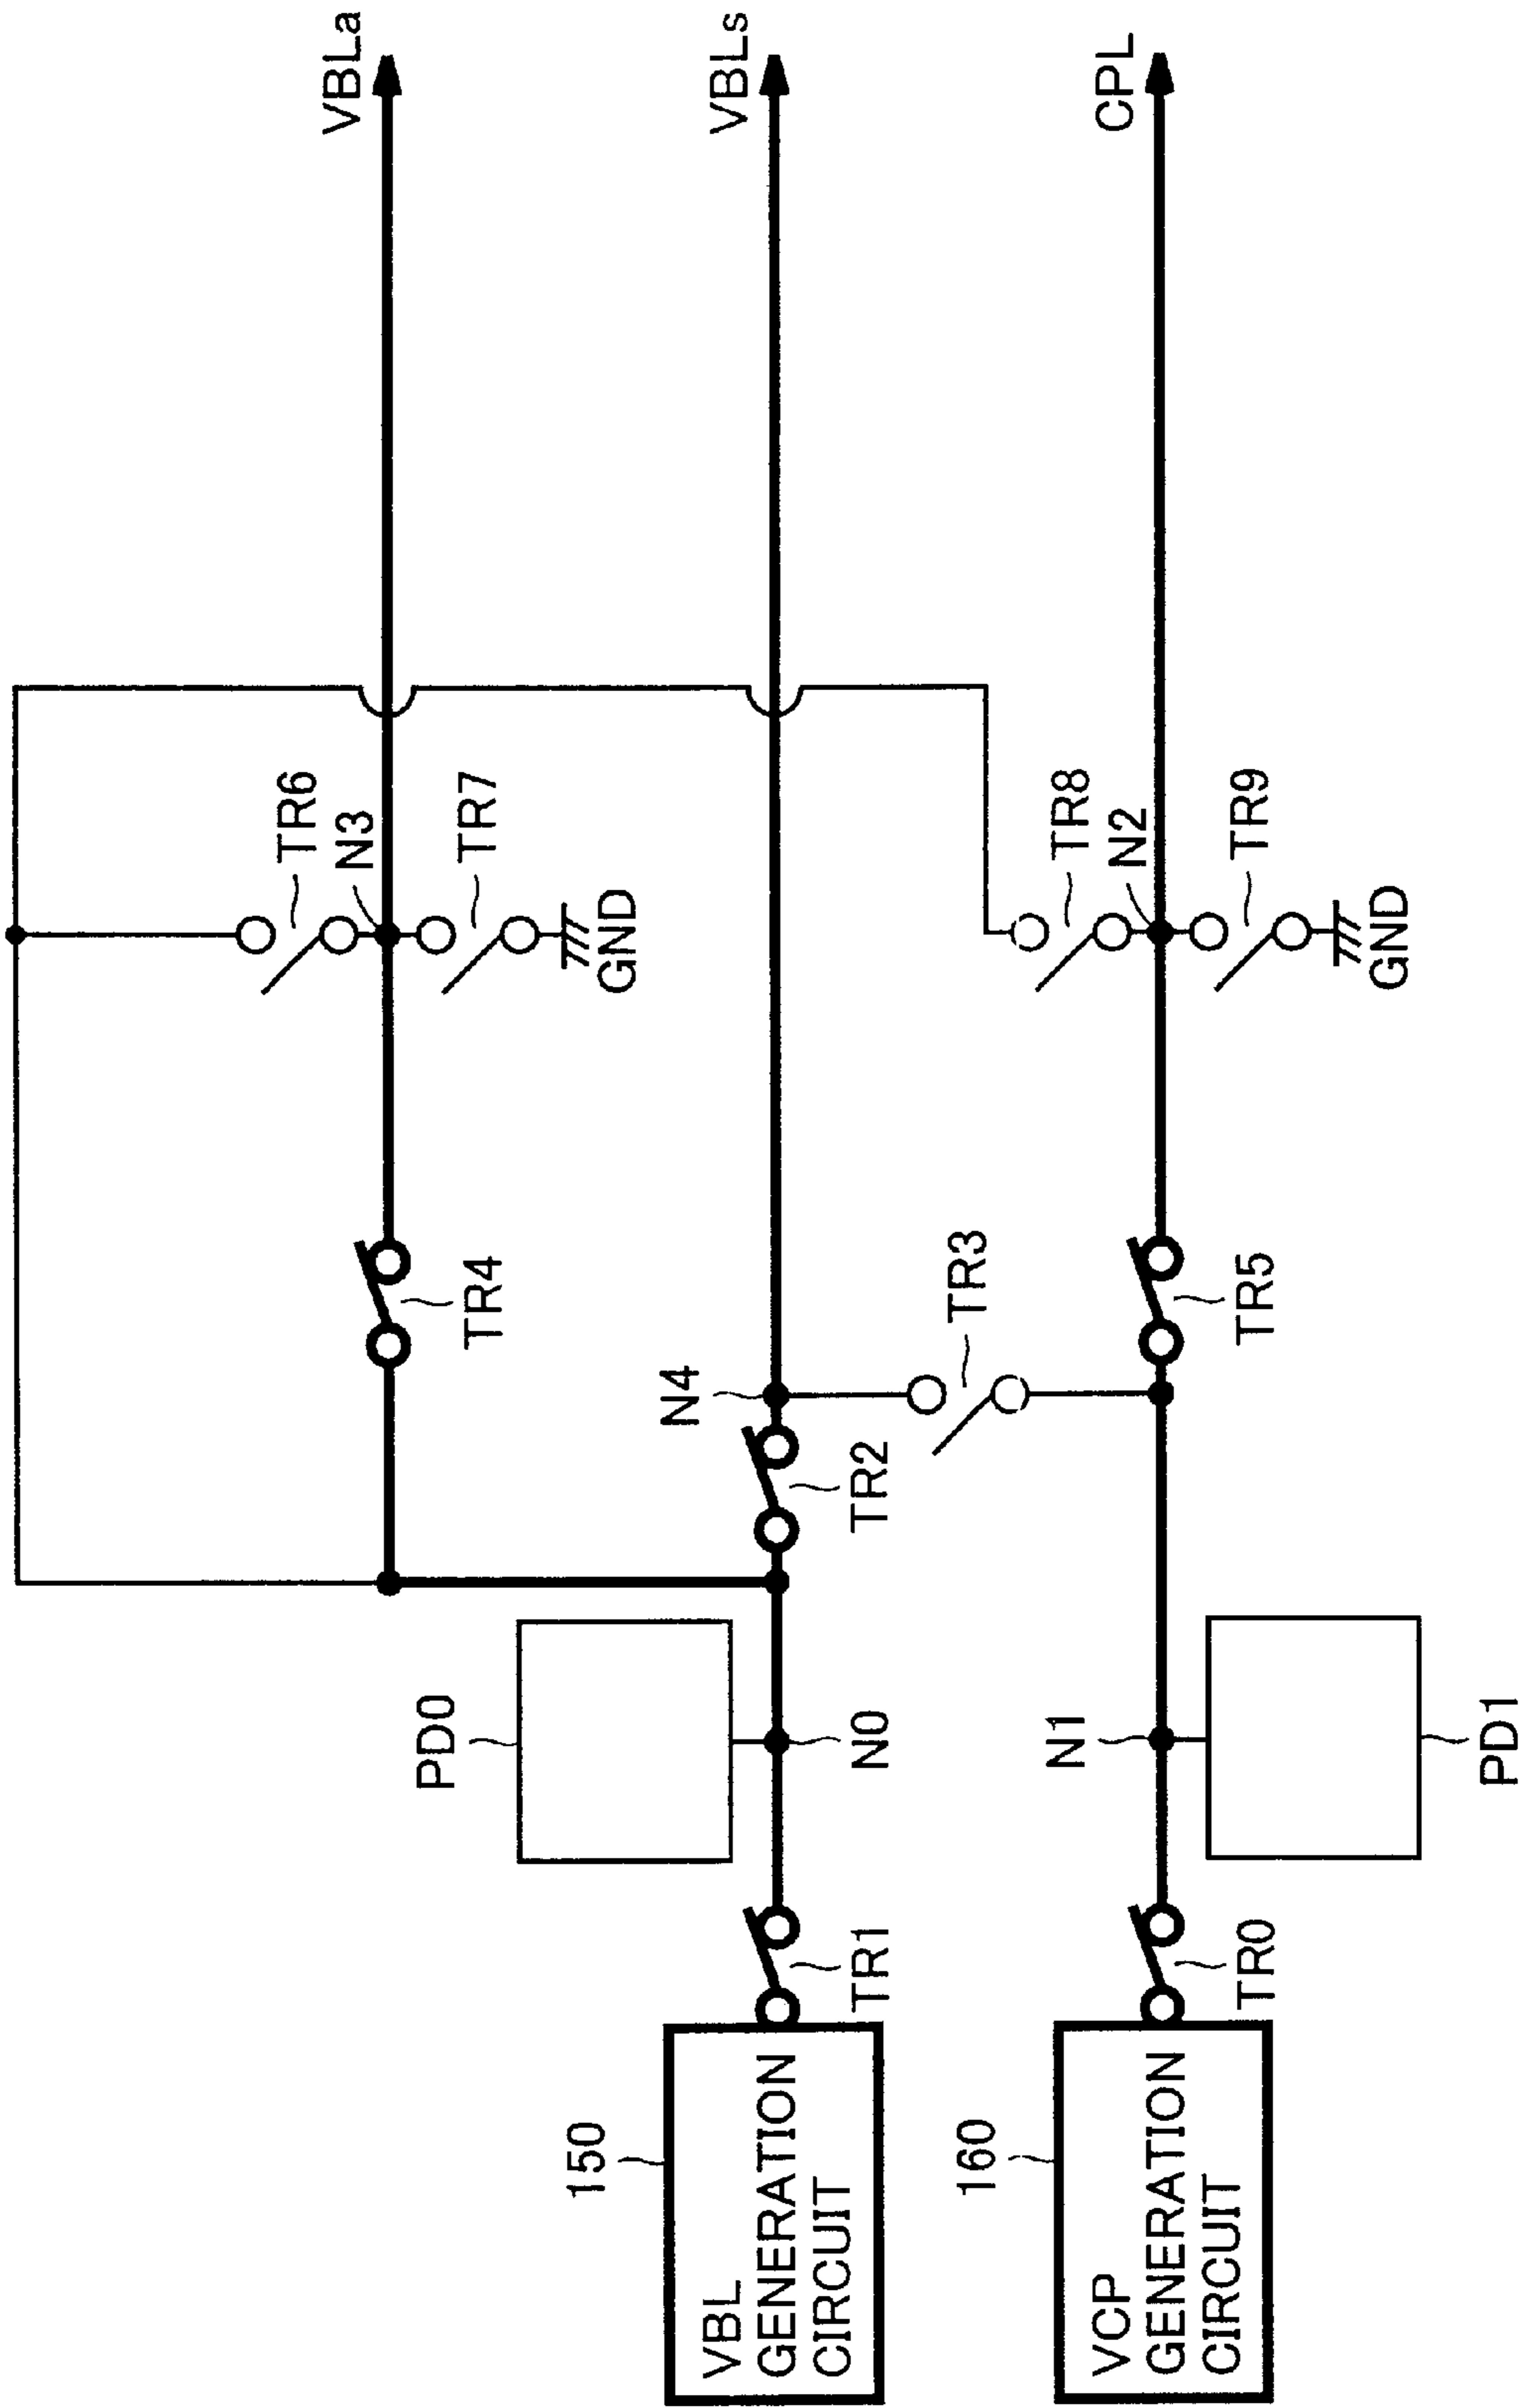 VBLa
VBLs
CPL
TR6
N3
TR7
GND
TR8
N2
TR9
GND
TR4
N4
TR2
TR3
TR5
PD0
N0
N1
PD1
TR1
TR0
150
VBL
GENERATION
CIRCUIT
160
VCP
GENERATION
CIRCUIT